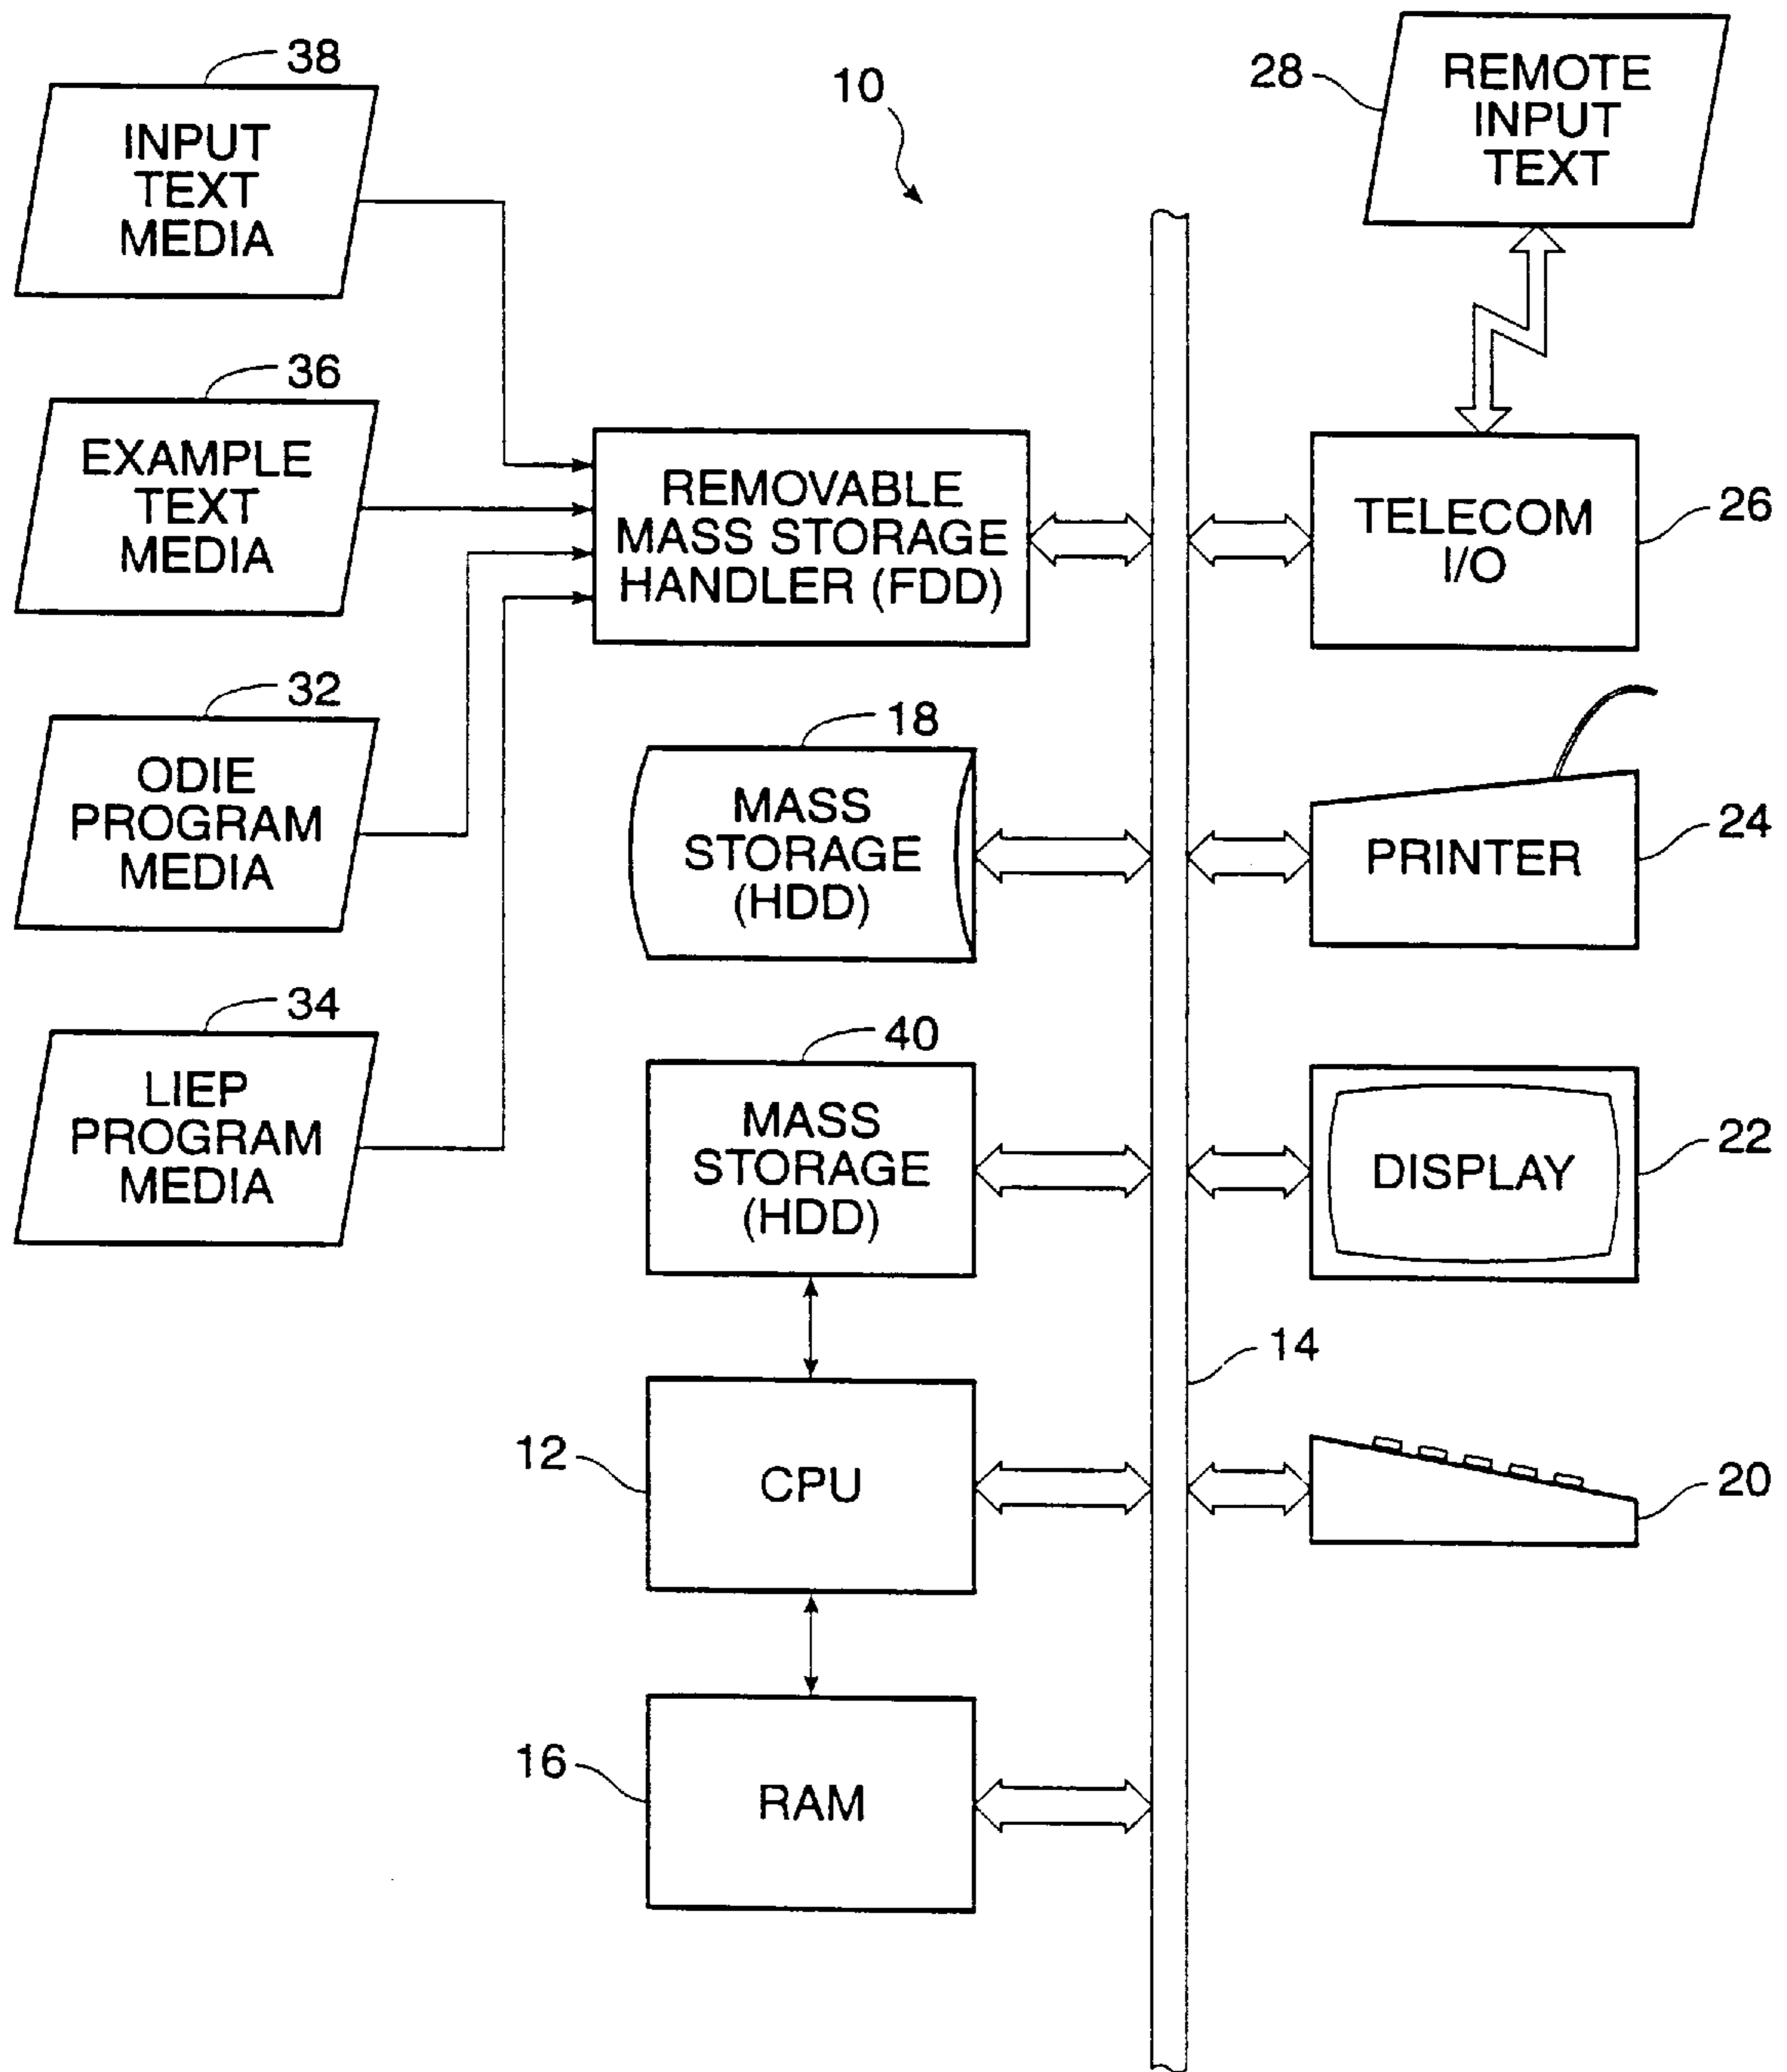 38
INPUT
TEXT
MEDIA
10
28
REMOTE
INPUT
TEXT
36
EXAMPLE
TEXT
MEDIA
REMOVABLE
MASS STORAGE
HANDLER (FDD)
TELECOM
I/O
26
32
ODIE
PROGRAM
MEDIA
18
MASS
STORAGE
(HDD)
PRINTER
24
34
LIEP
PROGRAM
MEDIA
40
MASS
STORAGE
(HDD)
DISPLAY
22
14
12
CPU
20
16
RAM